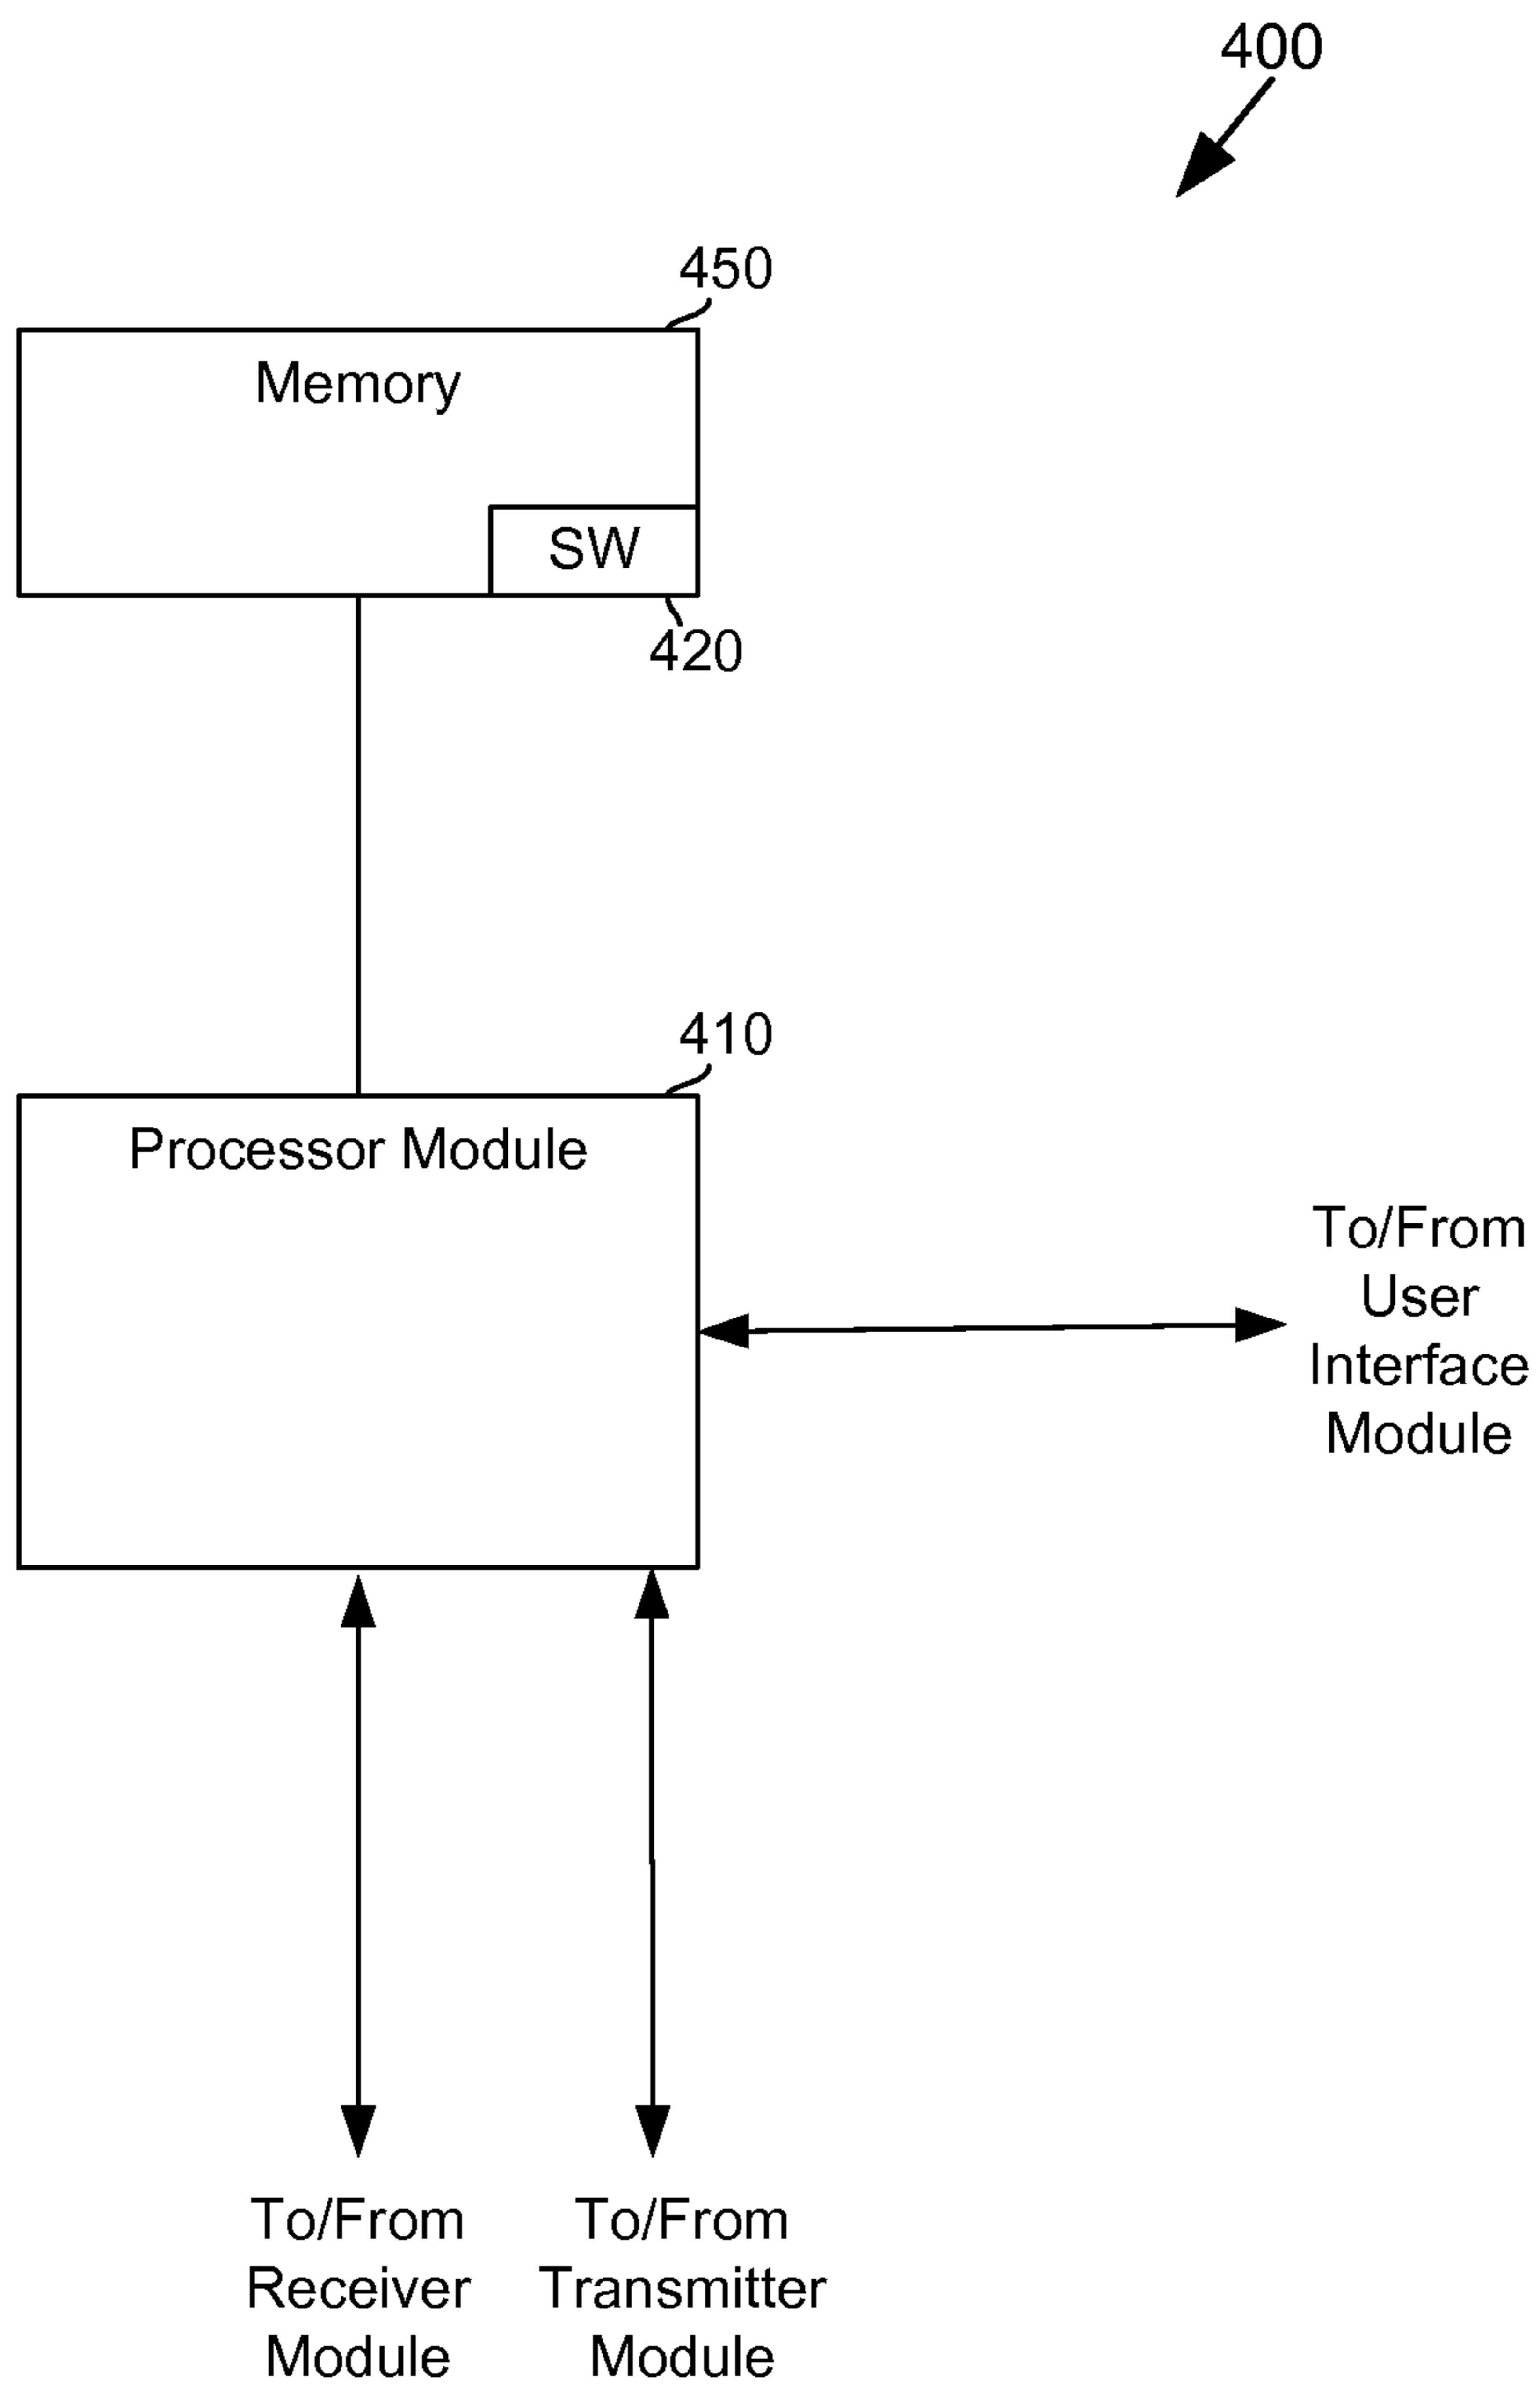 400
450
Memory
SW
420
410
Processor Module
To/From
User
Interface
Module
To/From
Receiver
Module
To/From
Transmitter
Module